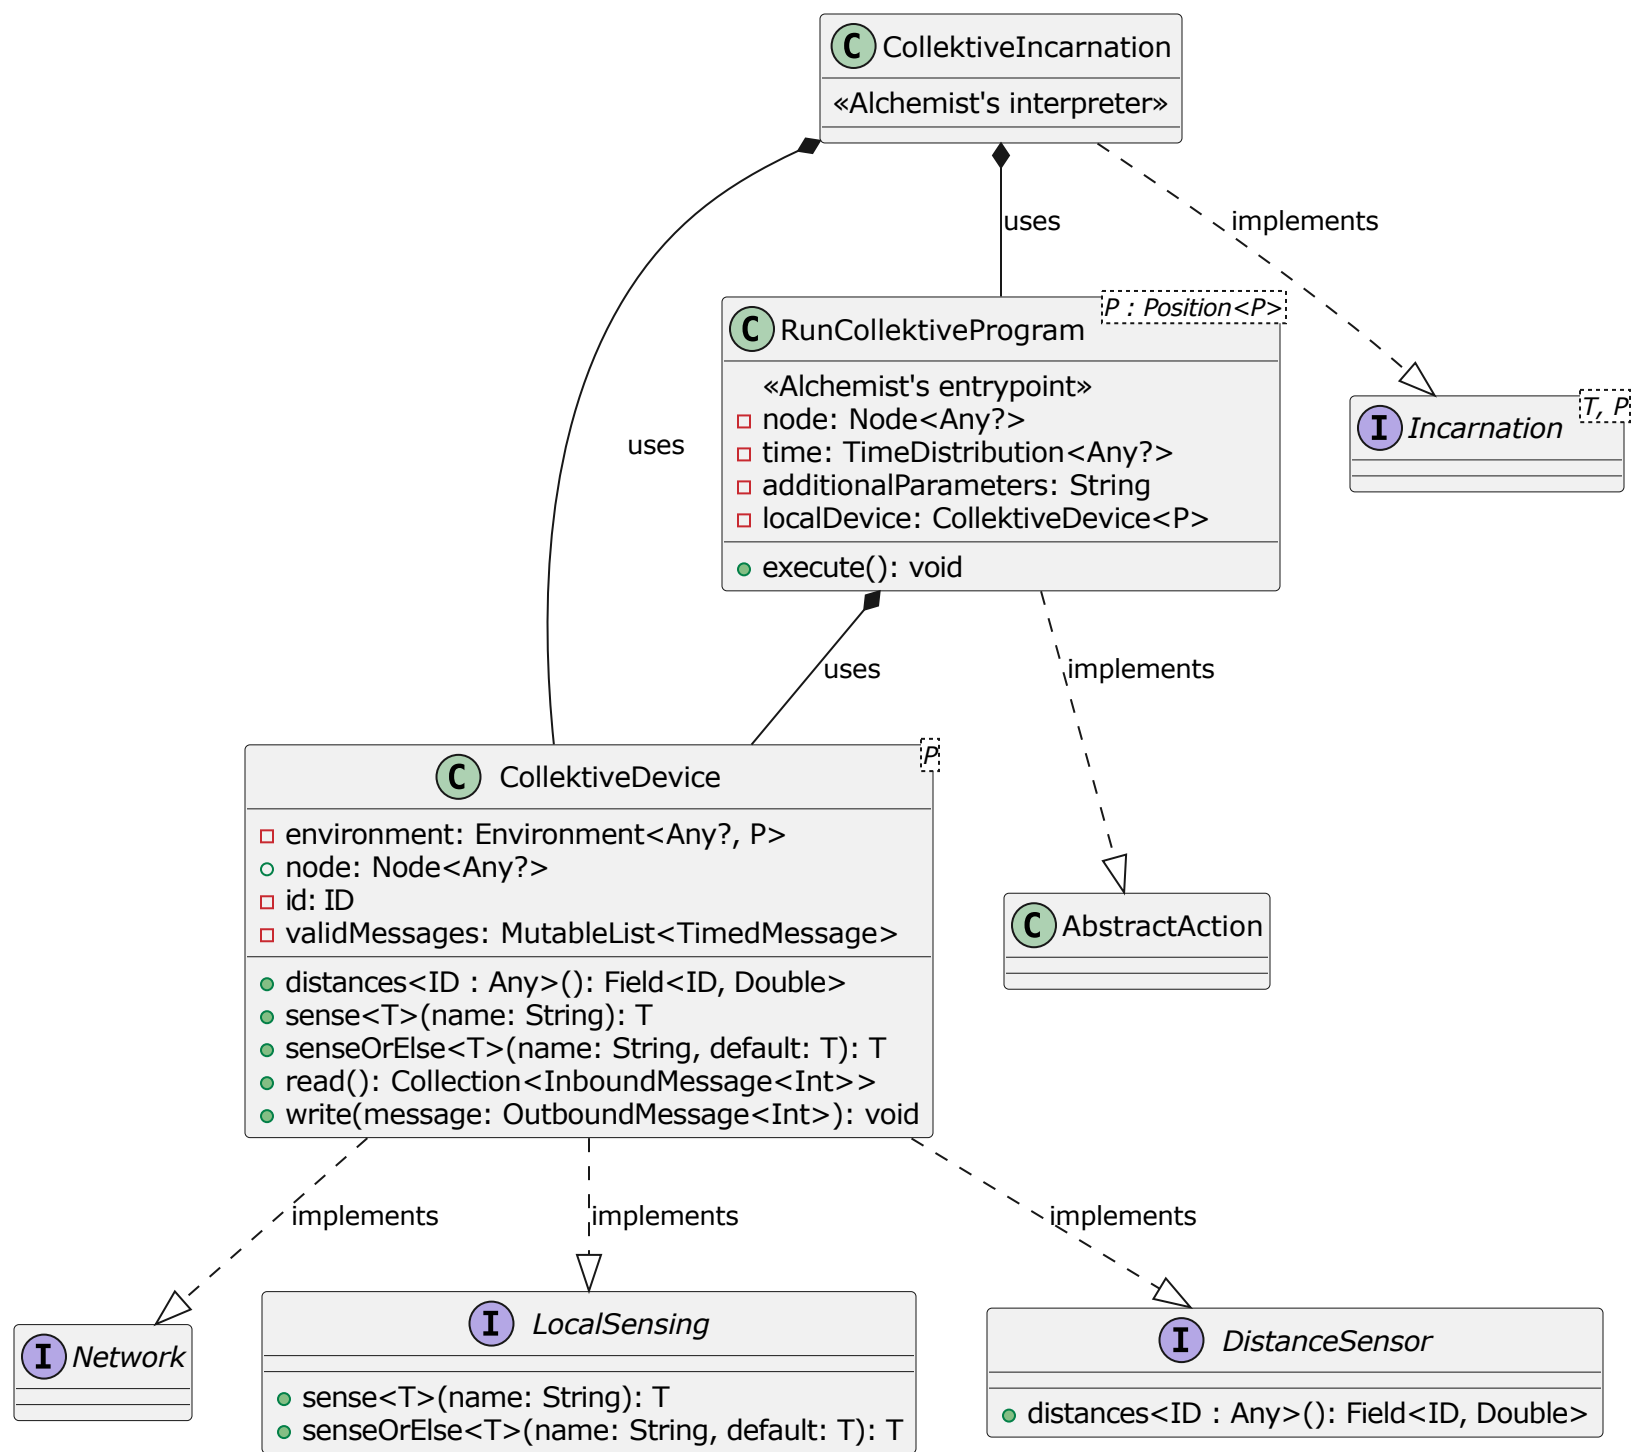 C CollektiveIncarnation
«Alchemist's interpreter»
uses
implements
P : Position<P>
C RunCollektiveProgram
«Alchemist's entrypoint»
node: Node<Any?>
time: TimeDistribution<Any?>
additionalParameters: String
localDevice: CollektiveDevice<P>
execute(): void
T, P
I Incarnation
uses
uses
implements
P
C CollektiveDevice
environment: Environment<Any?, P>
node: Node<Any?>
id: ID
validMessages: MutableList<TimedMessage>
distances<ID : Any>(): Field<ID, Double>
sense<T>(name: String): T
senseOrElse<T>(name: String, default: T): T
read(): Collection<InboundMessage<Int>>
write(message: OutboundMessage<Int>): void
C AbstractAction
implements
implements
implements
I Network
I LocalSensing
sense<T>(name: String): T
senseOrElse<T>(name: String, default: T): T
I DistanceSensor
distances<ID : Any>(): Field<ID, Double>